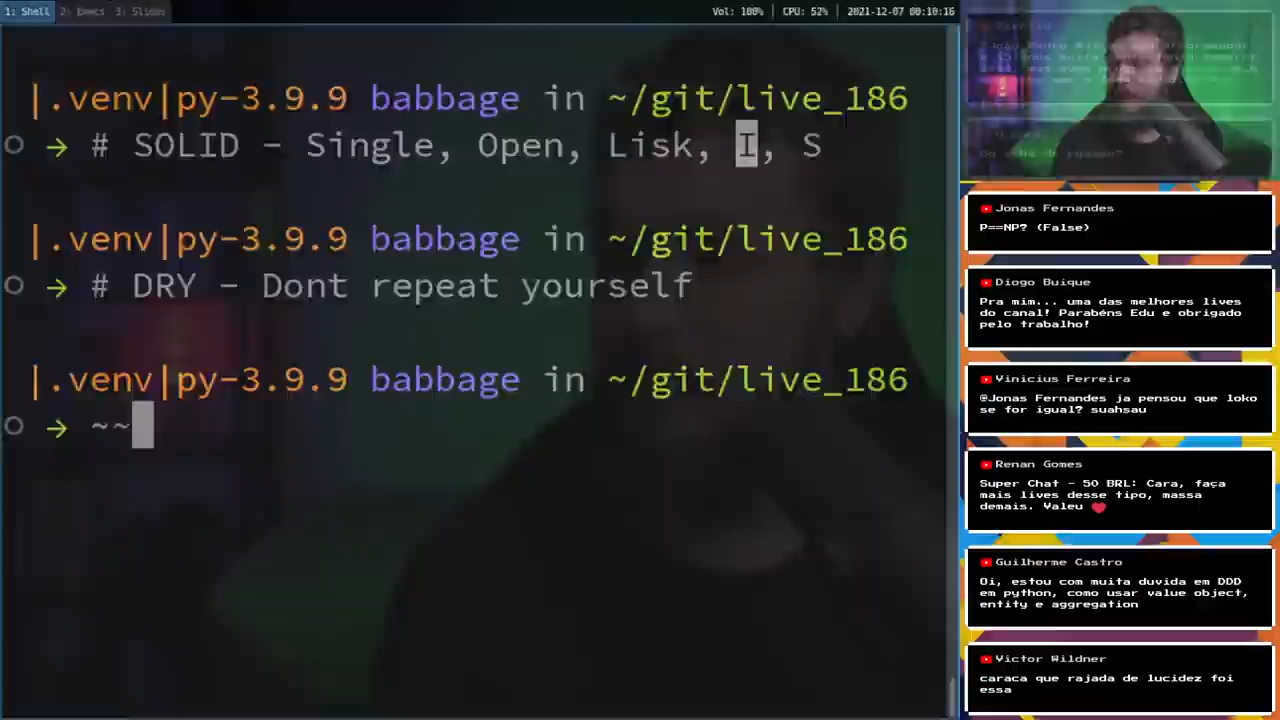 1: Shell 2: Emacs 3: Slides
Vol: 100% CPU: 52% 2021-12-07 00:10:16
|.venv|py-3.9.9 babbage in ~/git/live_186
→ # SOLID - Single, Open, Lisk, I, S
|.venv|py-3.9.9 babbage in ~/git/live_186
→ # DRY - Dont repeat yourself
|.venv|py-3.9.9 babbage in ~/git/live_186
→ ~~
Jonas Fernandes
P==NP? (False)
Diogo Buique
Pra mim... uma das melhores lives
do canal! Parabéns Edu e obrigado
pelo trabalho!
Vinicius Ferreira
@Jonas Fernandes ja pensou que loko
se for igual? suahsau
Renan Gomes
Super Chat - 50 BRL: Cara, faça
mais lives desse tipo, massa
demais. Valeu ❤
Guilherme Castro
Oi, estou com muita duvida em DDD
em python, como usar value object,
entity e aggregation
Victor Wildner
caraca que rajada de lucidez foi
essa